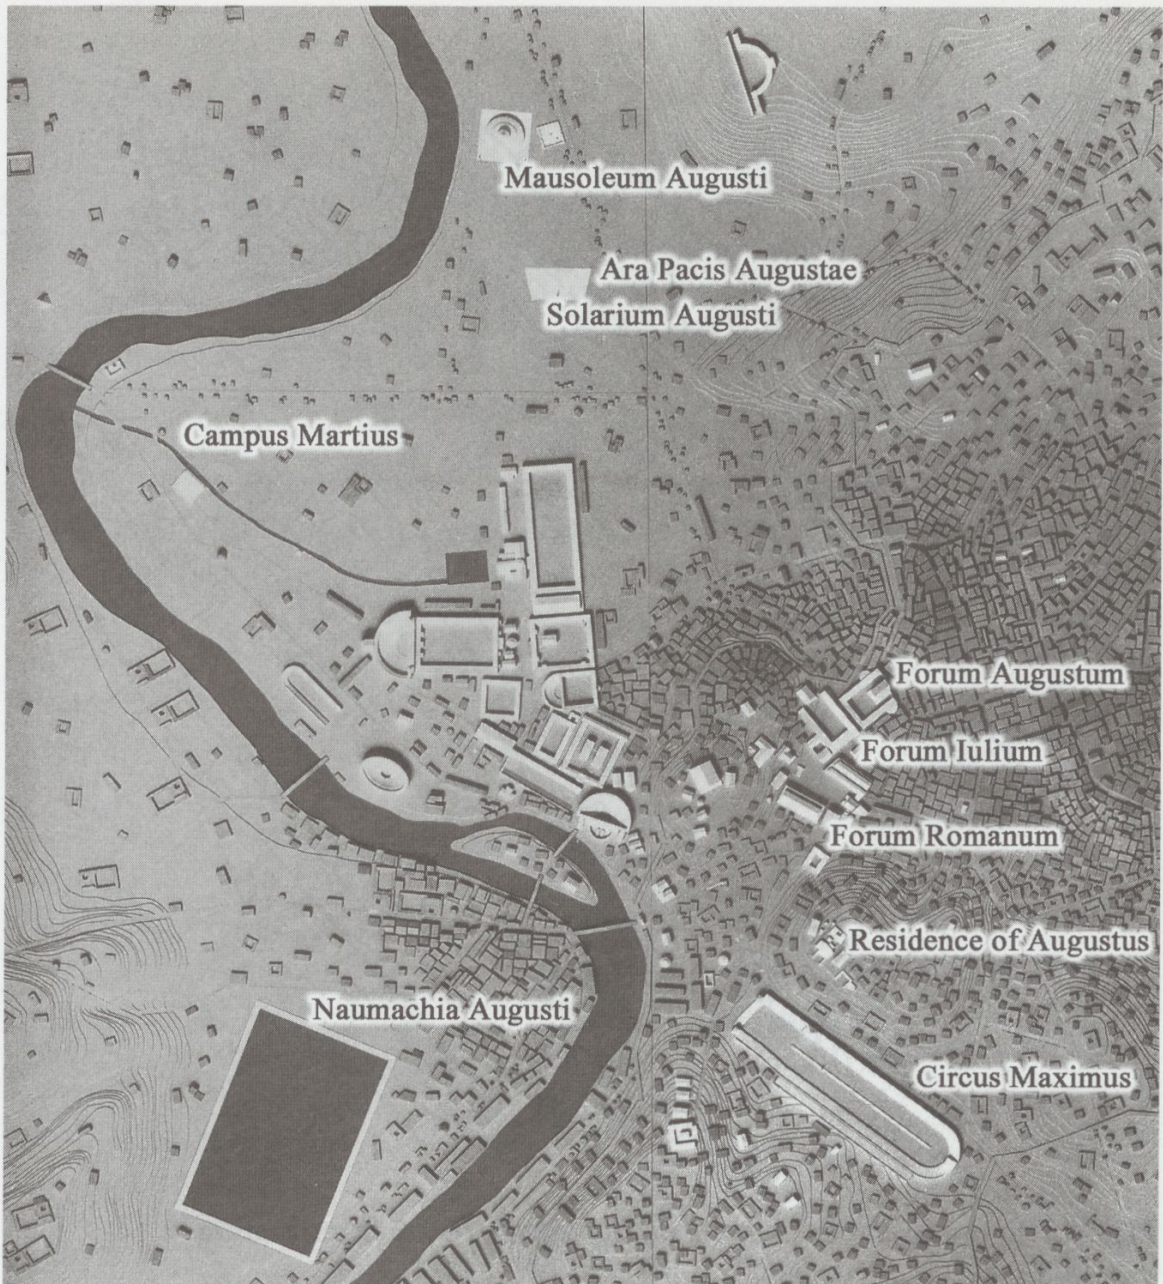 Mausoleum Augusti
Ara Pacis Augustae
Solarium Augusti
Campus Martius
Forum Augustum
Forum Iulium
Forum Romanum
Residence of Augustus
Naumachia Augusti
Circus Maximus